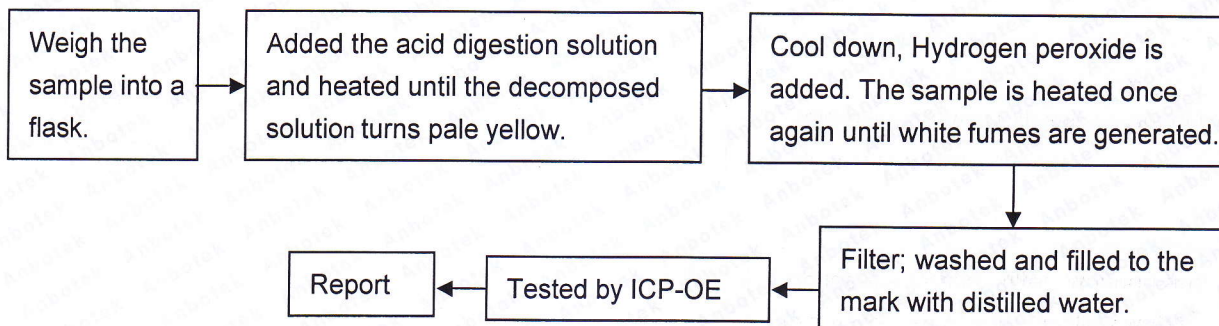 Weigh the
sample into a
flask.
Added the acid digestion solution
and heated until the decomposed
solution turns pale yellow.
Cool down, Hydrogen peroxide is
added. The sample is heated once
again until white fumes are generated.
Filter; washed and filled to the
mark with distilled water.
Tested by ICP-OE
Report